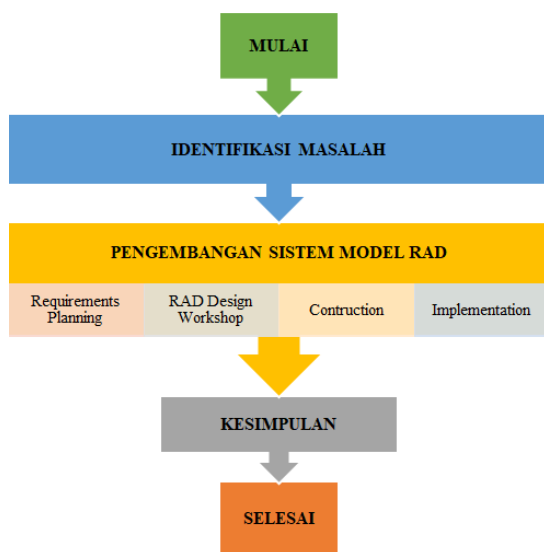 MULAI
IDENTIFIKASI MASALAH
PENGEMBANGAN SISTEM MODEL RAD
Requirements
Planning
RAD Design
Workshop
Contruction
Implementation
KESIMPULAN
SELESAI